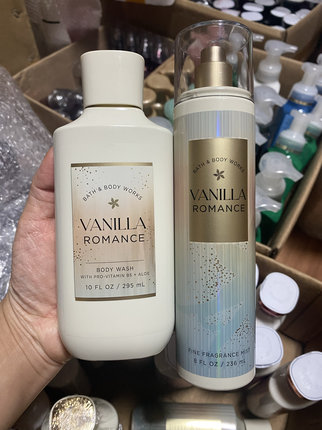 BATH & BODY WORKS
VANILLA
ROMANCE
BODY WASH
WITH PRO-VITAMIN B5 + ALOE
10 FL OZ / 295 mL
BATH & BODY WORKS
VANILLA
ROMANCE
FINE FRAGRANCE MIST
8 FL OZ / 236 mL